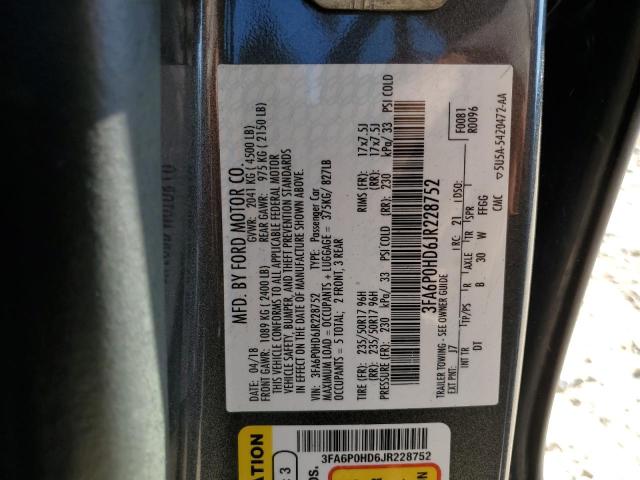 MFD. BY FORD MOTOR CO.
DATE: 04/18 GVWR: 2041 KG (4500 LB)
FRONT GAWR: 1089 KG (2400 LB) REAR GAWR: 975 KG (2150 LB)
THIS VEHICLE CONFORMS TO ALL APPLICABLE FEDERAL MOTOR
VEHICLE SAFETY, BUMPER, AND THEFT PREVENTION STANDARDS
IN EFFECT ON THE DATE OF MANUFACTURE SHOWN ABOVE.
VIN: 3FA6P0HD6JR228752 TYPE: Passenger Car
MAXIMUM LOAD = OCCUPANTS + LUGGAGE = 375KG/ 827LB
OCCUPANTS = 5 TOTAL; 2 FRONT, 3 REAR
TIRE (FR): 235/50R17 96H RIMS (FR): 17x7.5J
(RR): 235/50R17 96H (RR): 17x7.5J
PRESSURE (FR): 230 kPa/ 33 PSI COLD (RR): 230 kPa/ 33 PSI COLD
3FA6P0HD6JR228752
TRAILER TOWING - SEE OWNER GUIDE
F0081
R0096
EXT PNT: J7 RC: 21 DSO:
INT TR TP/PS R AXLE TR SPR
DT B 30 W FFGG
CMC ▽5U5A-5420472-AA
3FA6P0HD6JR228752